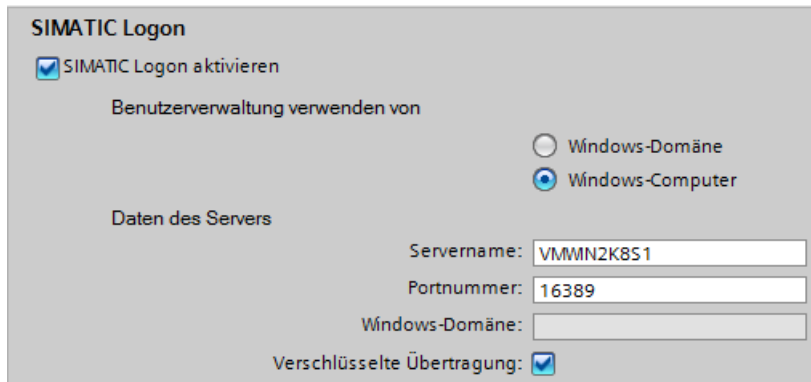 SIMATIC Logon
SIMATIC Logon aktivieren
Benutzerverwaltung verwenden von
Windows-Domäne
Windows-Computer
Daten des Servers
Servername: VMWIN2K8S1
Portnummer: 16389
Windows-Domäne:
Verschlüsselte Übertragung: